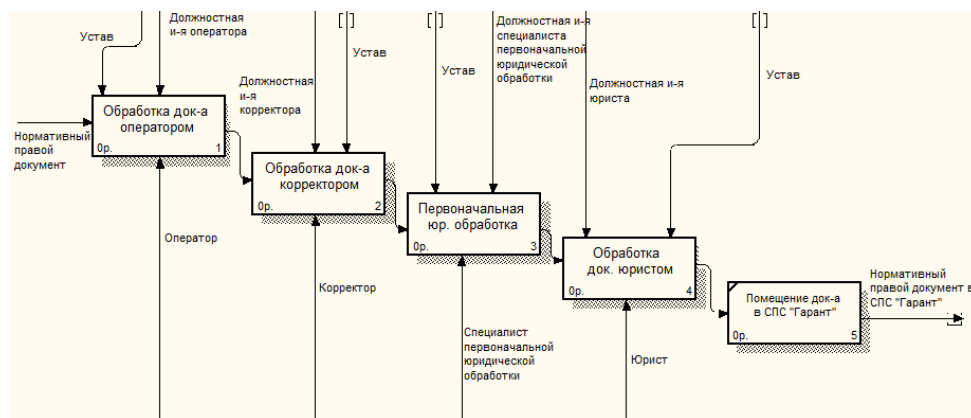 Должностная
и-я оператора
Устав
Устав
Должностная и-я
специалиста
первоначальной
юридической
обработки
Устав
Должностная и-я
юриста
Устав
Должностная
и-я
корректора
Обработка док-а
оператором
0р.
1
Нормативный
правой
документ
Обработка док-а
корректором
0р.
2
Первоначальная
юр. обработка
0р.
3
Обработка
док. юристом
0р.
4
Помещение док-а
в СПС "Гарант"
0р.
5
Нормативный
правой документ в
СПС "Гарант"
Оператор
Корректор
Специалист
первоначальной
юридической
обработки
Юрист